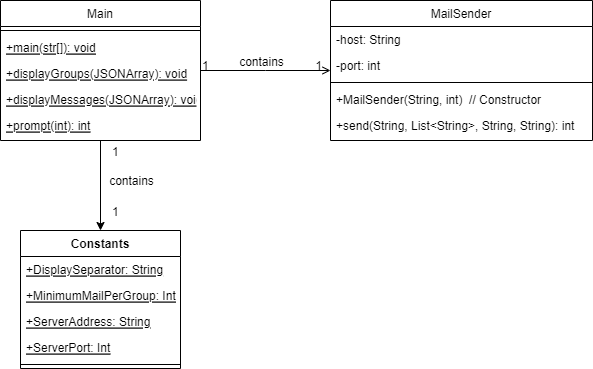 Main
+main(str[]): void
+displayGroups(JSONArray): void
+displayMessages(JSONArray): voi
+prompt(int): int
1
contains
1
MailSender
-host: String
-port: int
+MailSender(String, int)  // Constructor
+send(String, List<String>, String, String): int
1
contains
1
Constants
+DisplaySeparator: String
+MinimumMailPerGroup: Int
+ServerAddress: String
+ServerPort: Int